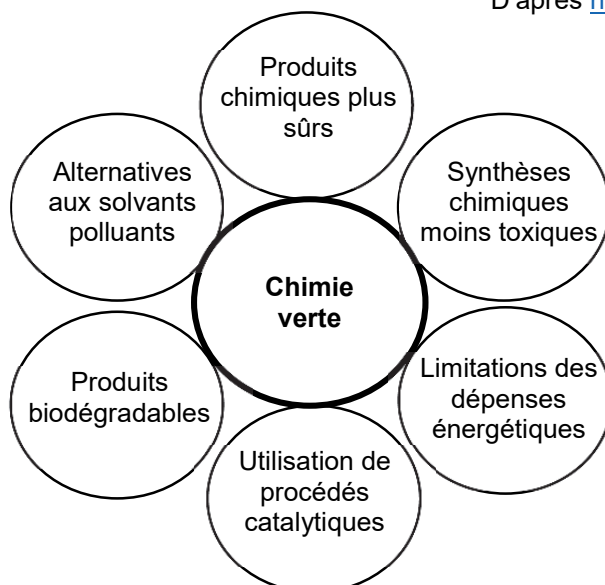 D'après
Produits
chimiques plus
sûrs
Alternatives
aux solvants
polluants
Synthèses
chimiques
moins toxiques
Chimie
verte
Produits
biodégradables
Limitations des
dépenses
énergétiques
Utilisation de
procédés
catalytiques